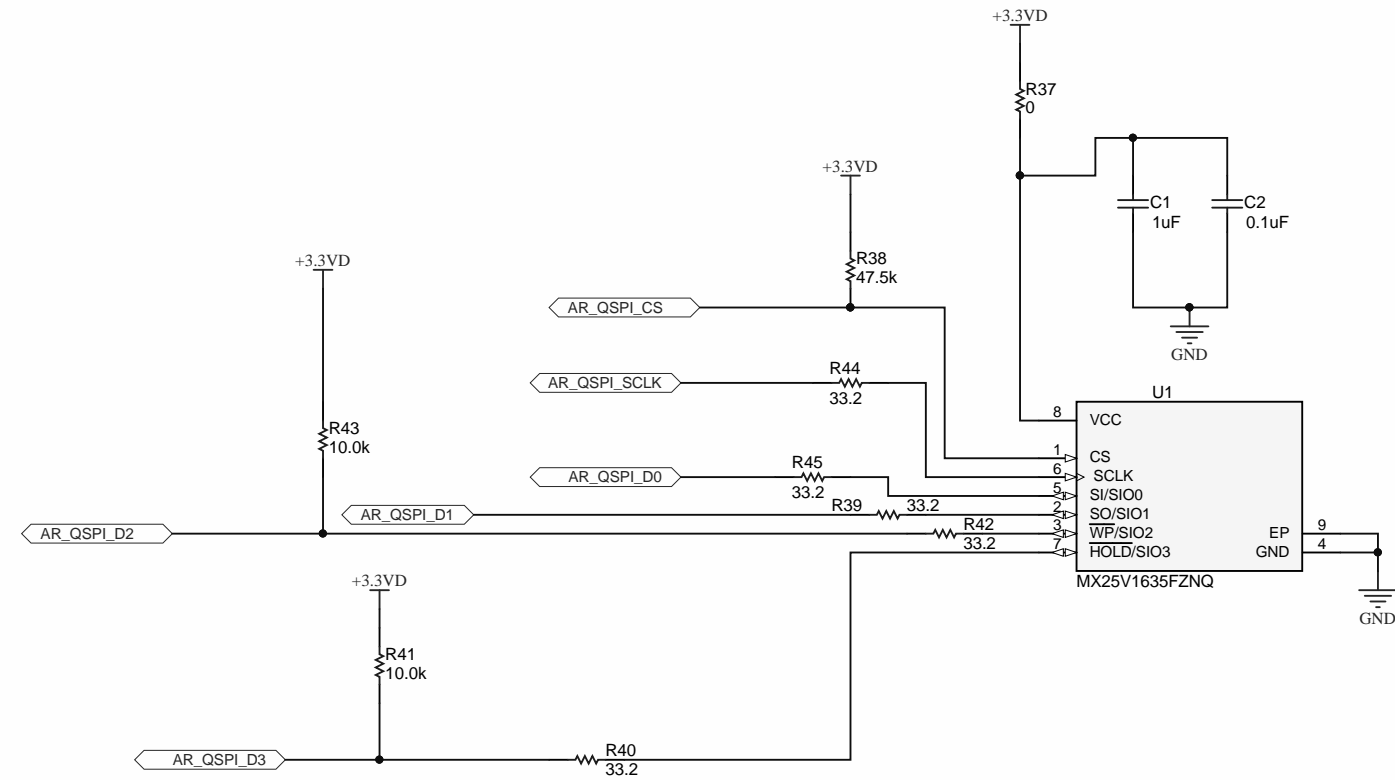 +3.3VD
R37
0
+3.3VD
C1
1uF
C2
0.1uF
R38
47.5k
+3.3VD
AR_QSPI_CS
GND
R44
AR_QSPI_SCLK
33.2
U1
R43
10.0k
8 VCC
1 CS
R45
AR_QSPI_D0
6 SCLK
33.2
5 SI/SIO0
R39 33.2
AR_QSPI_D1
2 SO/SIO1
AR_QSPI_D2
R42
33.2
3 WP/SIO2
EP 9
7 HOLD/SIO3
GND 4
+3.3VD
MX25V1635FZNQ
GND
R41
10.0k
AR_QSPI_D3
R40
33.2